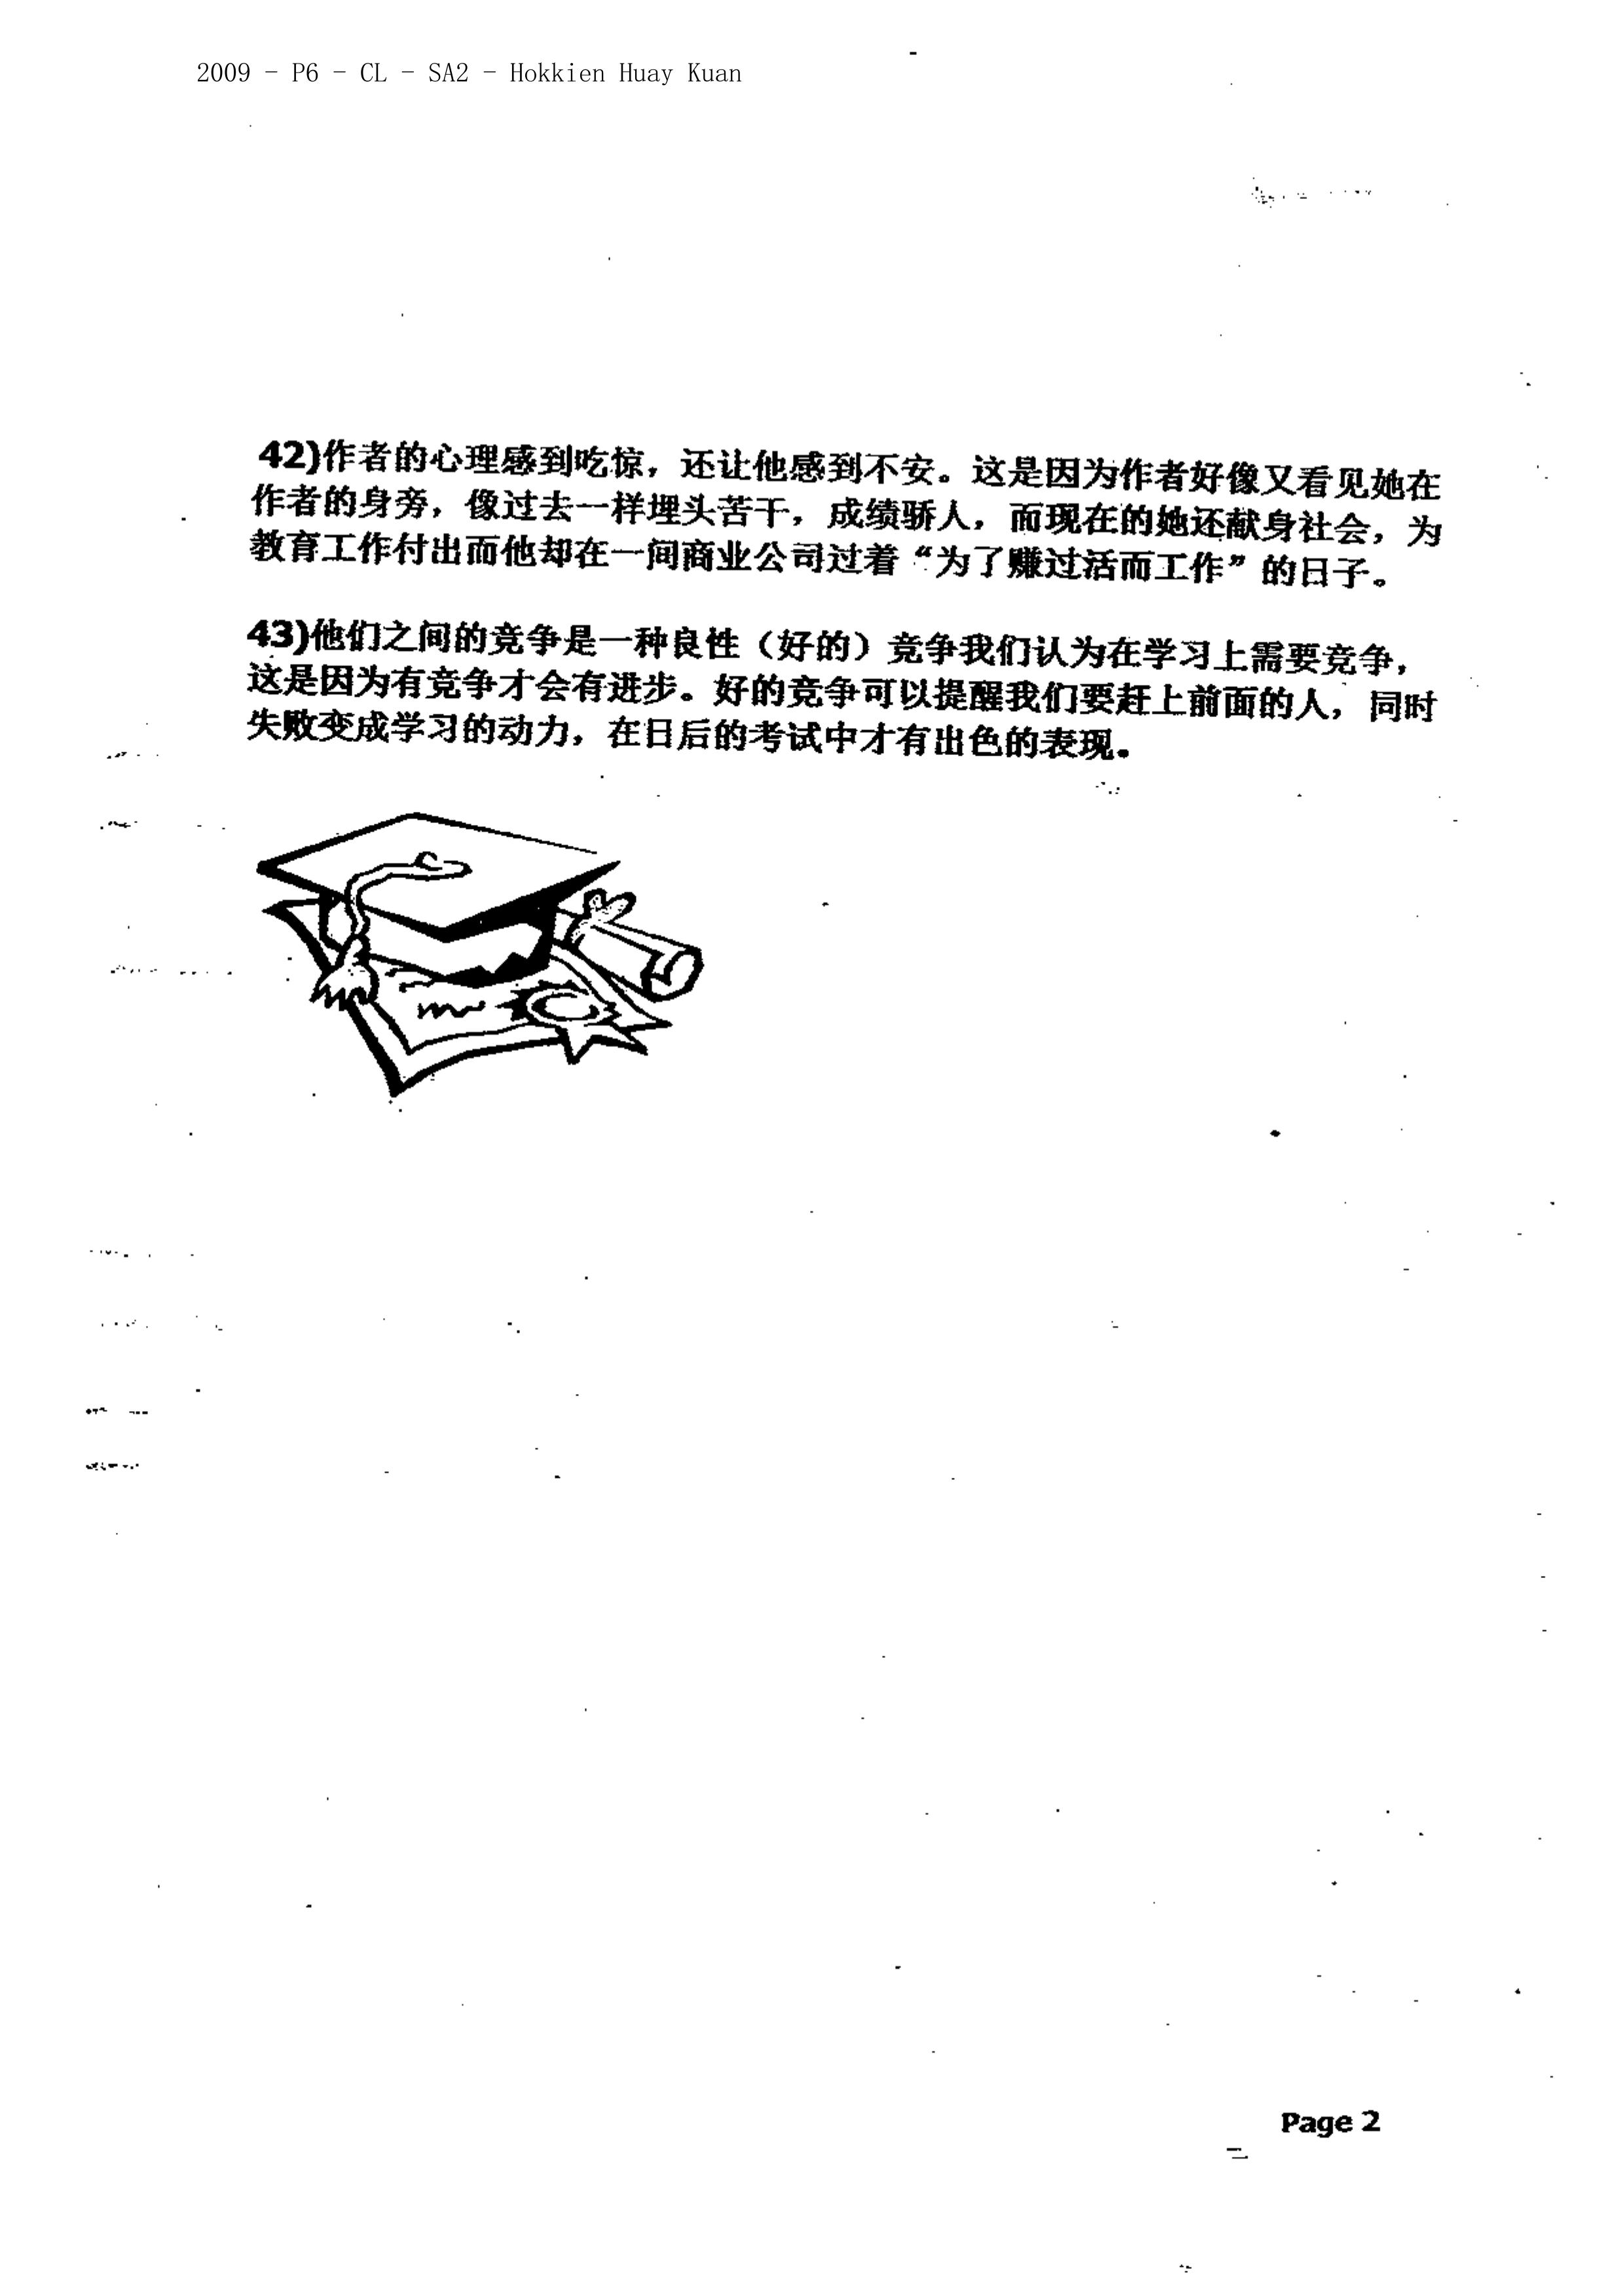 2009 - P6 - CL - SA2 - Hokkien Huay Kuan
42)作者的心理感到吃惊，还让他感到不安。这是因为作者好像又看见她在
作者的身旁，像过去一样埋头苦干，成绩骄人，而现在的她还献身社会，为
教育工作付出而他却在一间商业公司过着“为了赚过活而工作”的日子。
43)他们之间的竞争是一种良性（好的）竞争我们认为在学习上需要竞争，
这是因为有竞争才会有进步。好的竞争可以提醒我们要赶上前面的人，同时
失败变成学习的动力，在日后的考试中才有出色的表现。
Page 2